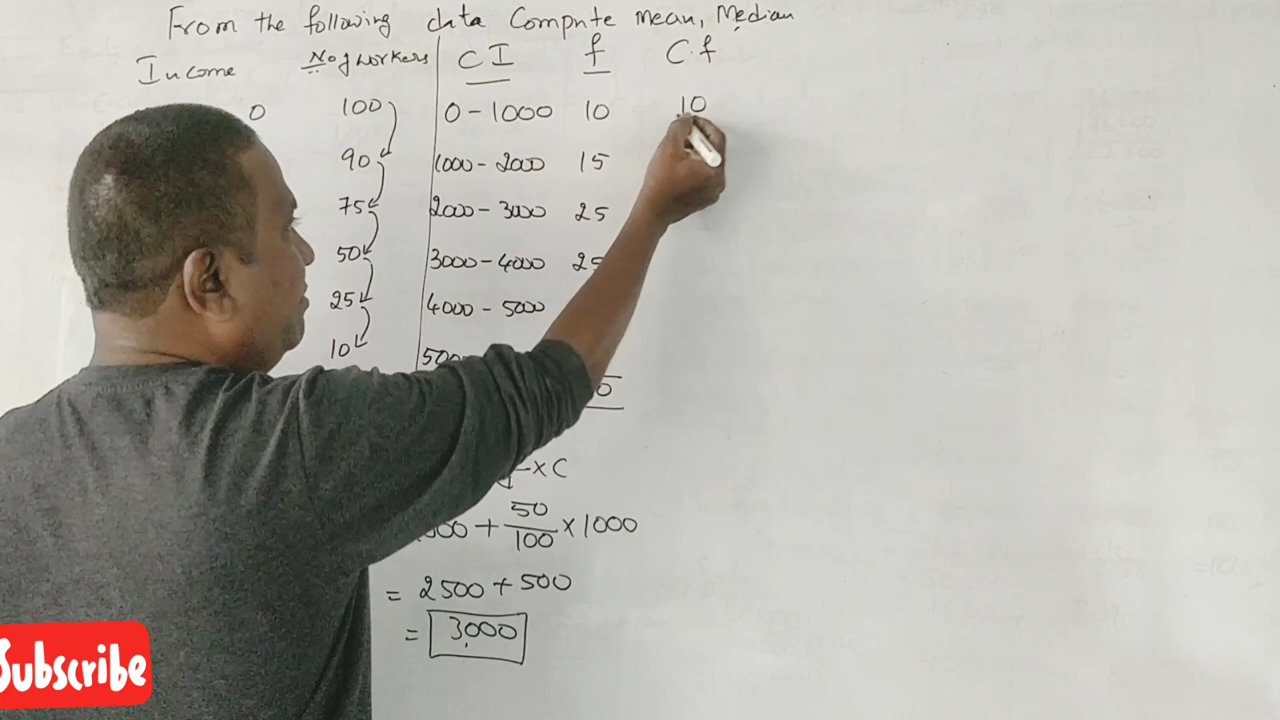 From the following data Compute mean, Median
Income No of workers CI f C.f
0 100 0 - 1000 10 10
90 1000 - 2000 15
75 2000 - 3000 25
50 3000 - 4000
25 4000 - 5000
10
× C
+ 50/100 × 1000
= 2500 + 500
= 3,000
Subscribe